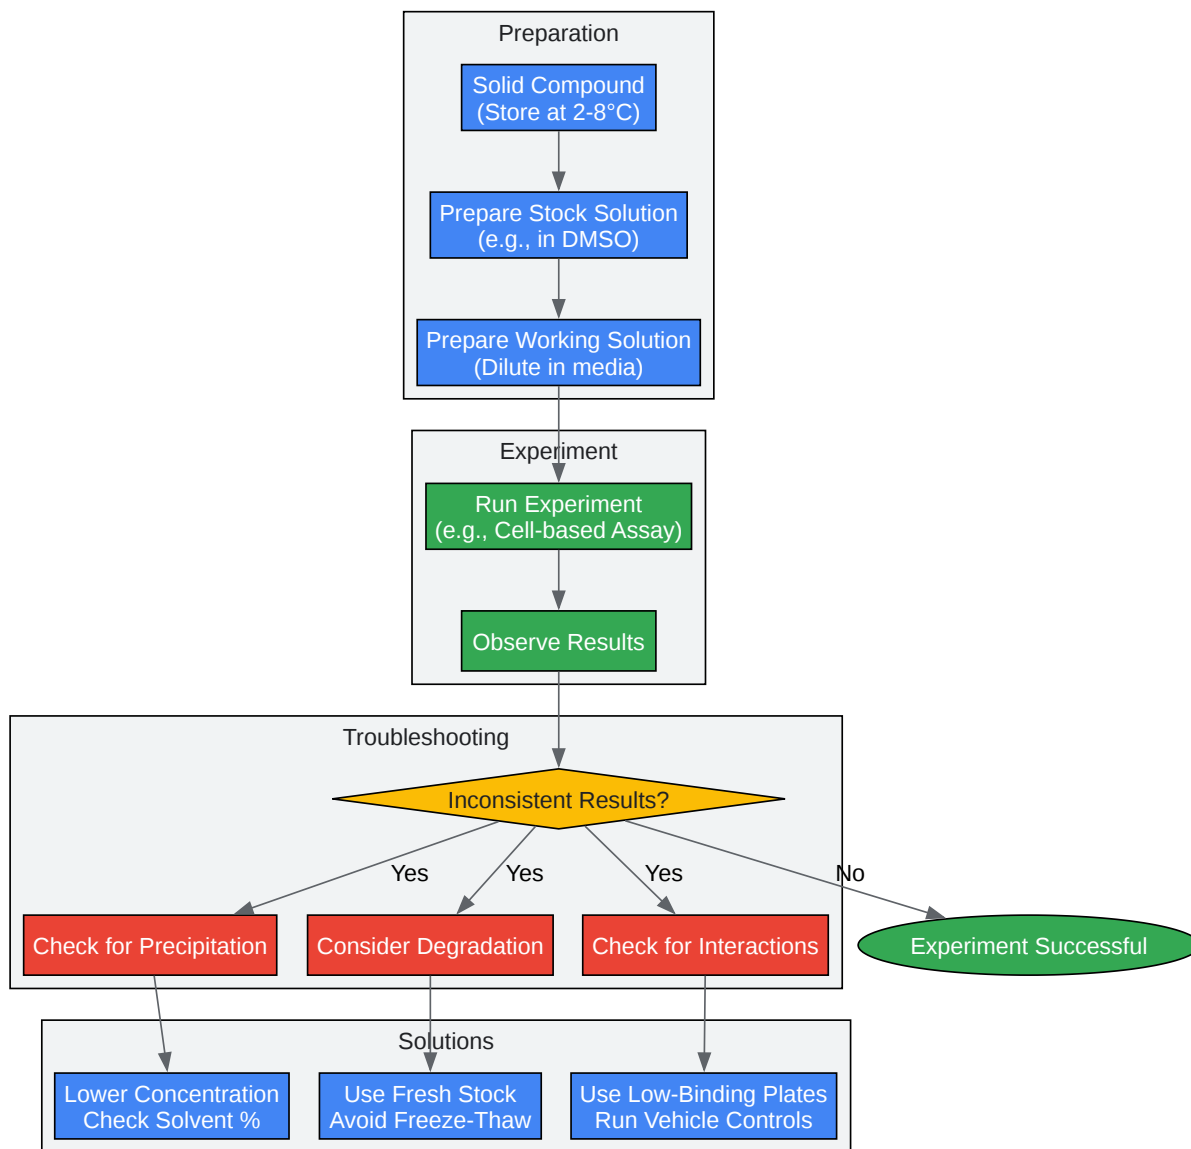 Preparation
Solid Compound
(Store at 2-8°C)
Prepare Stock Solution
(e.g., in DMSO)
Prepare Working Solution
(Dilute in media)
Experiment
Run Experiment
(e.g., Cell-based Assay)
Observe Results
Troubleshooting
Inconsistent Results?
Yes
Yes
Yes
No
Check for Precipitation
Consider Degradation
Check for Interactions
Experiment Successful
Solutions
Lower Concentration
Check Solvent %
Use Fresh Stock
Avoid Freeze-Thaw
Use Low-Binding Plates
Run Vehicle Controls